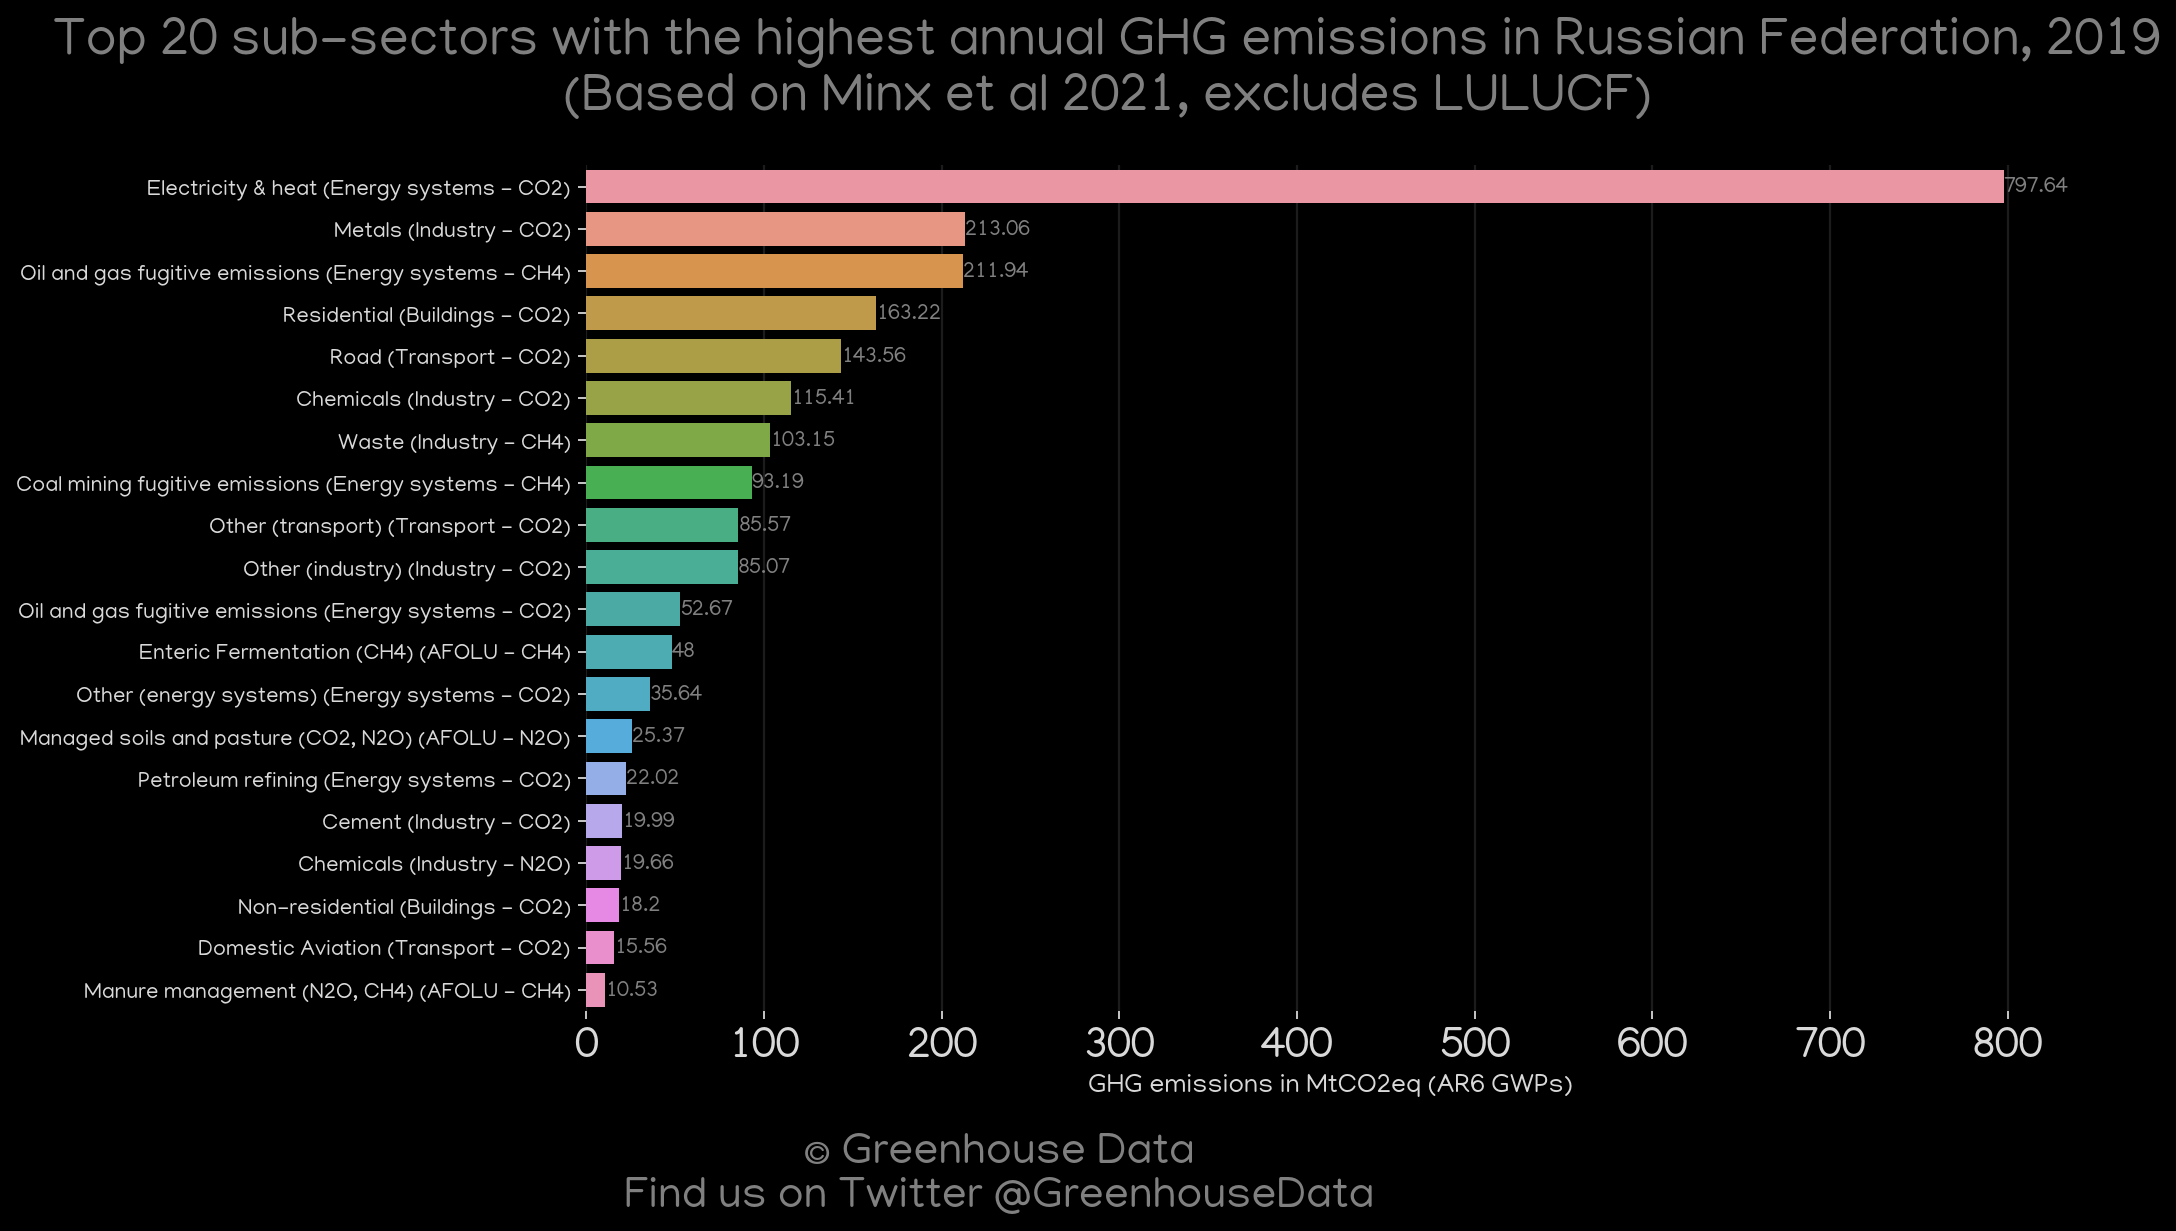 Top 20 sub-sectors with the highest annual GHG emissions in Russian Federation, 2019
(Based on Minx et al 2021, excludes LULUCF)
Electricity & heat (Energy systems - CO2) 797.64
Metals (Industry - CO2) 213.06
Oil and gas fugitive emissions (Energy systems - CH4) 211.94
Residential (Buildings - CO2) 163.22
Road (Transport - CO2) 143.56
Chemicals (Industry - CO2) 115.41
Waste (Industry - CH4) 103.15
Coal mining fugitive emissions (Energy systems - CH4) 93.19
Other (transport) (Transport - CO2) 85.57
Other (industry) (Industry - CO2) 85.07
Oil and gas fugitive emissions (Energy systems - CO2) 52.67
Enteric Fermentation (CH4) (AFOLU - CH4) 48
Other (energy systems) (Energy systems - CO2) 35.64
Managed soils and pasture (CO2, N2O) (AFOLU - N2O) 25.37
Petroleum refining (Energy systems - CO2) 22.02
Cement (Industry - CO2) 19.99
Chemicals (Industry - N2O) 19.66
Non-residential (Buildings - CO2) 18.2
Domestic Aviation (Transport - CO2) 15.56
Manure management (N2O, CH4) (AFOLU - CH4) 10.53
0 100 200 300 400 500 600 700 800
GHG emissions in MtCO2eq (AR6 GWPs)
© Greenhouse Data
Find us on Twitter @GreenhouseData